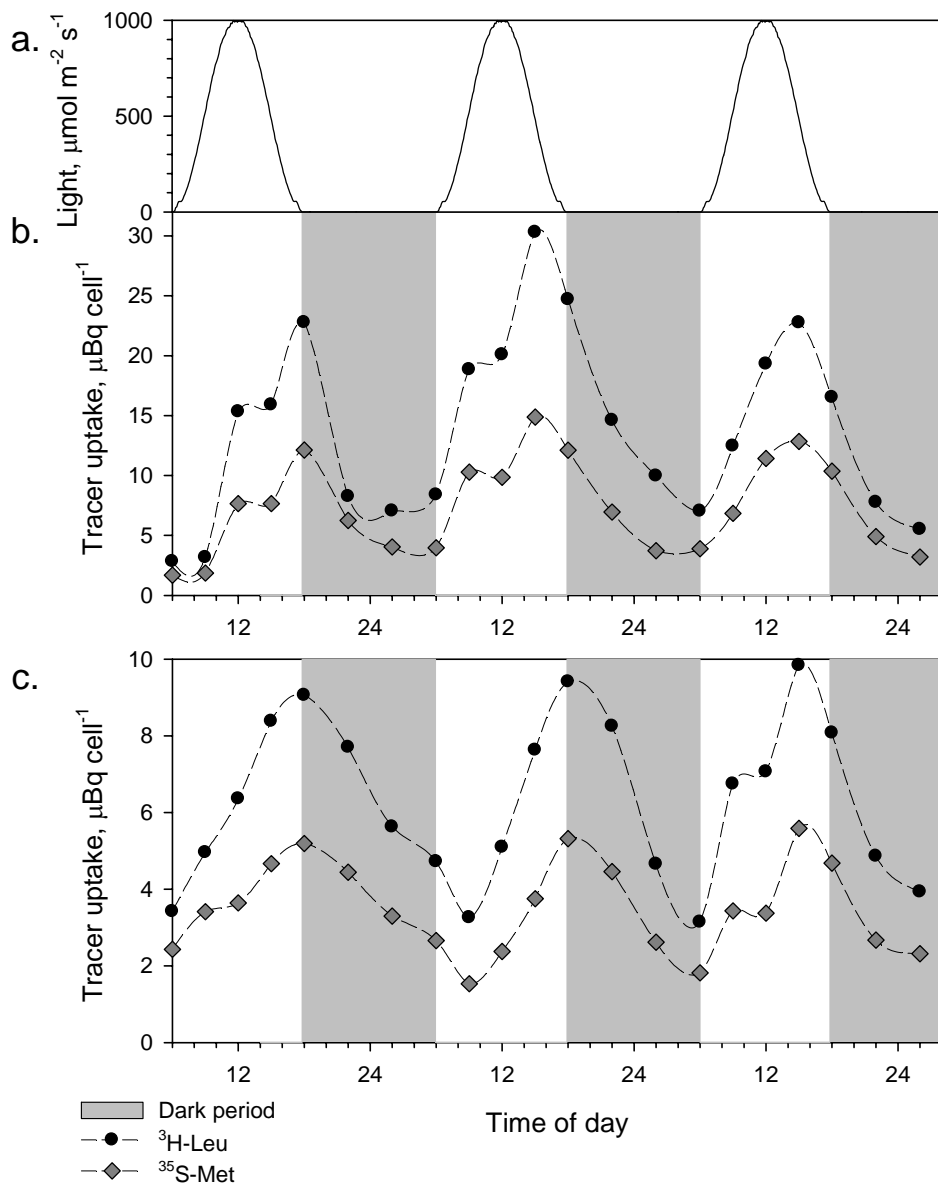 a.
Light, μmol m⁻² s⁻¹
1000
500
0
b.
Tracer uptake, μBq cell⁻¹
30
25
20
15
10
5
0
12 24 12 24 12 24
c.
Tracer uptake, μBq cell⁻¹
10
8
6
4
2
0
12 24 12 24 12 24
Time of day
Dark period
³H-Leu
³⁵S-Met